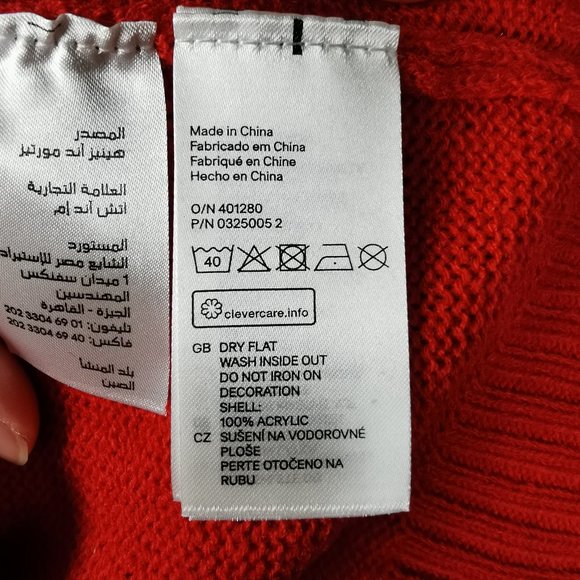 المصدر
هينيز آند مورتيز
العلامة التجارية
اتش آند إم
المستورد
الشايع مصر للإستيراد
1 ميدان سفنكس
المهندسين
الجيزة - القاهرة
تليفون: 01 69 3304 202
فاكس: 40 69 3304 202
بلد المنشأ
الصين
Made in China
Fabricado em China
Fabriqué en Chine
Hecho en China
O/N 401280
P/N 0325005 2
40
clevercare.info
GB DRY FLAT
WASH INSIDE OUT
DO NOT IRON ON
DECORATION
SHELL:
100% ACRYLIC
CZ SUŠENÍ NA VODOROVNÉ
PLOŠE
PERTE OTOČENO NA
RUBU